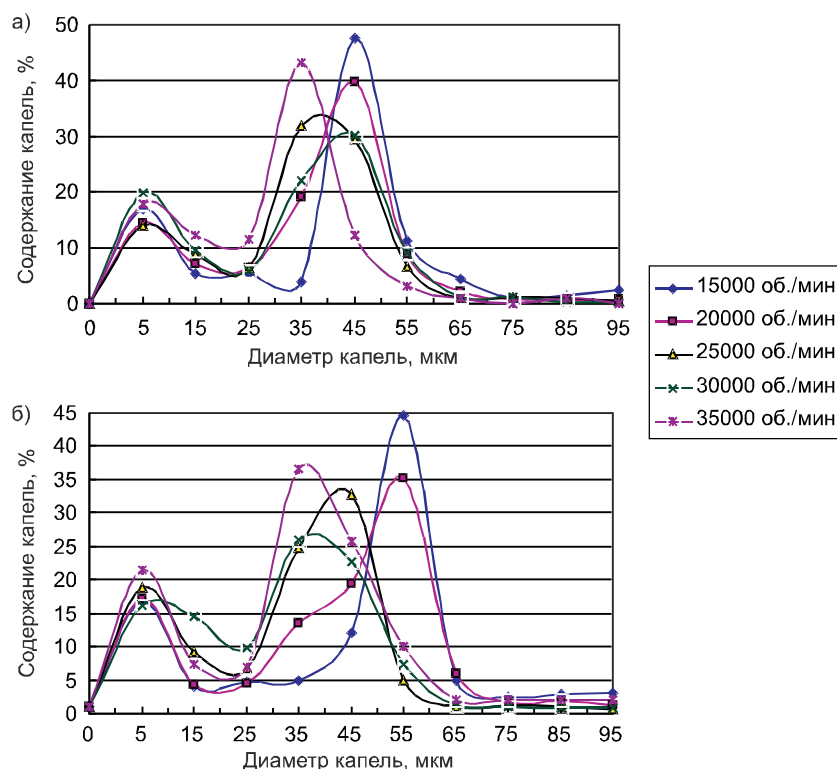 а)
50
40
30
20
10
0
Содержание капель, %
0 5 15 25 35 45 55 65 75 85 95
Диаметр капель, мкм
15000 об./мин
20000 об./мин
25000 об./мин
30000 об./мин
35000 об./мин
б)
45
40
35
30
25
20
15
10
5
0
Содержание капель, %
0 5 15 25 35 45 55 65 75 85 95
Диаметр капель, мкм